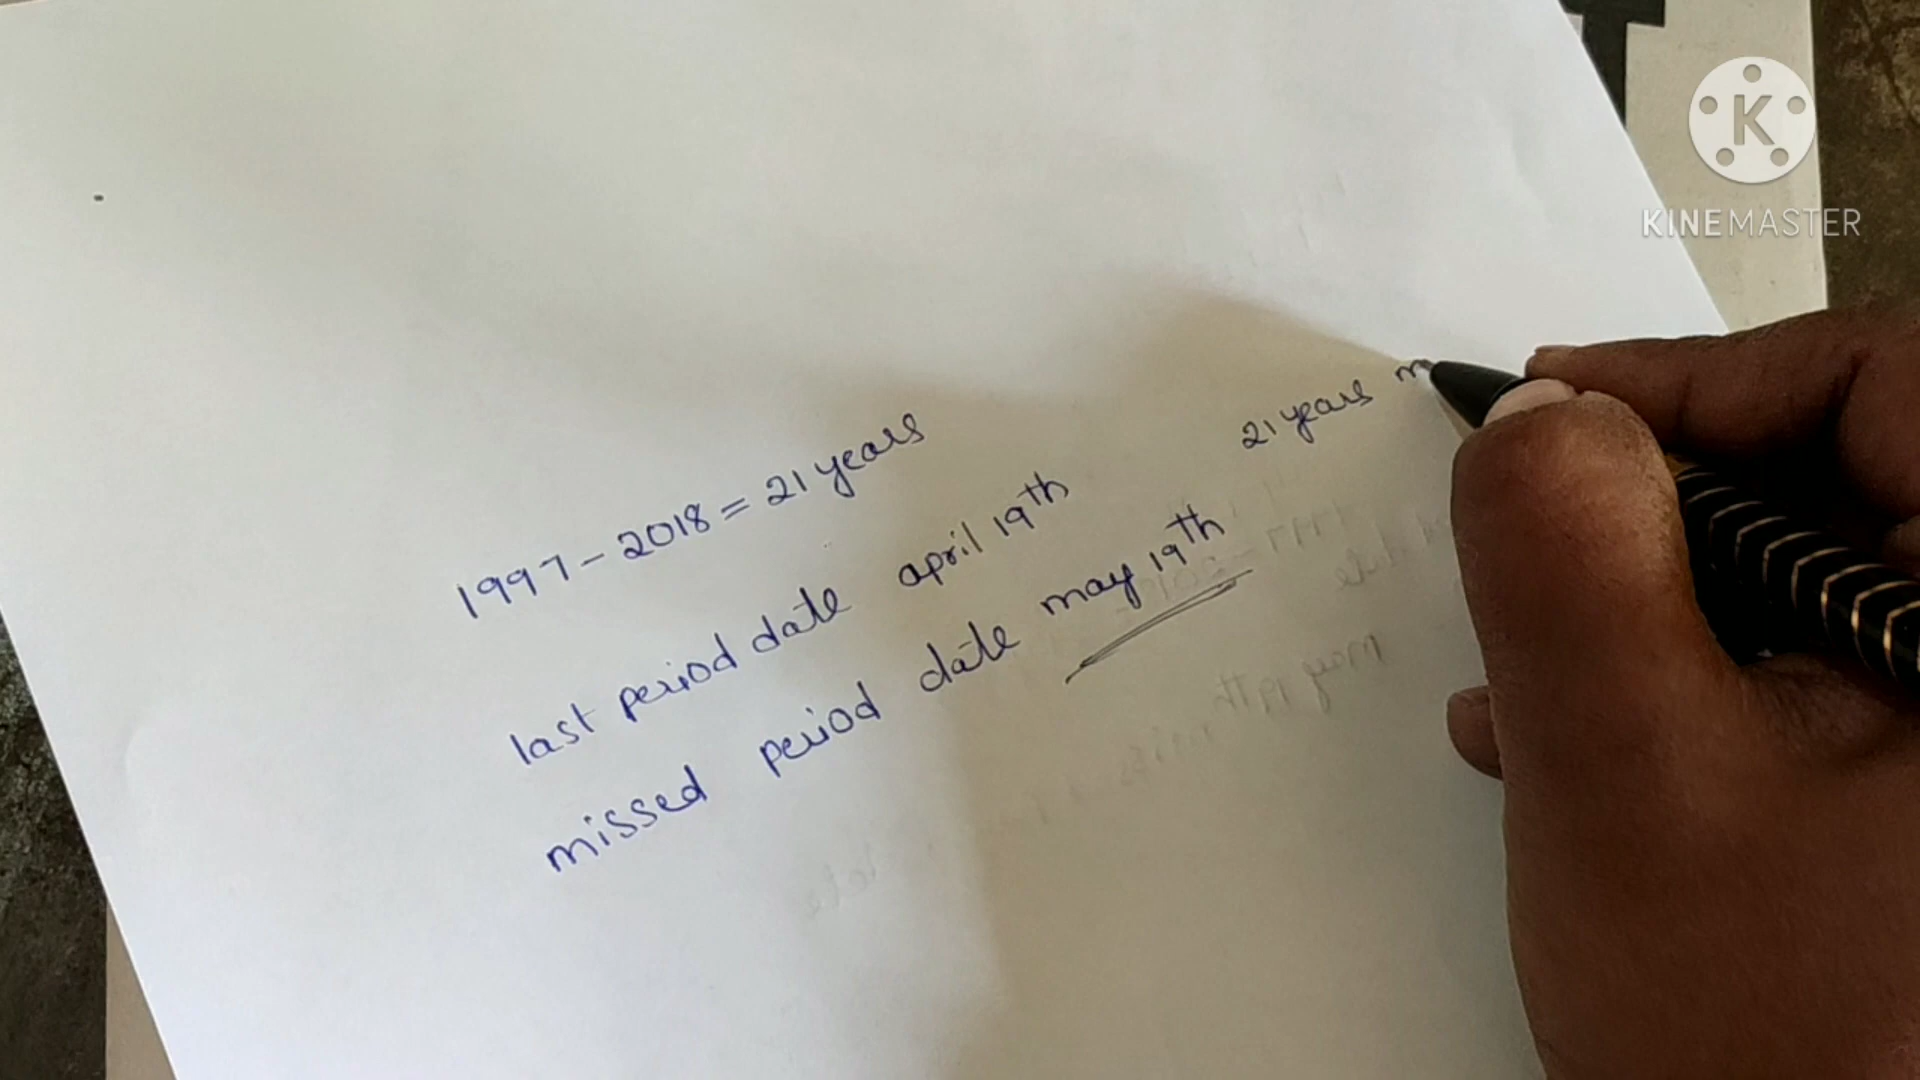 K
KINEMASTER
1997-2018 = 21 years
21 years
last period date april 19th
missed period date may 19th